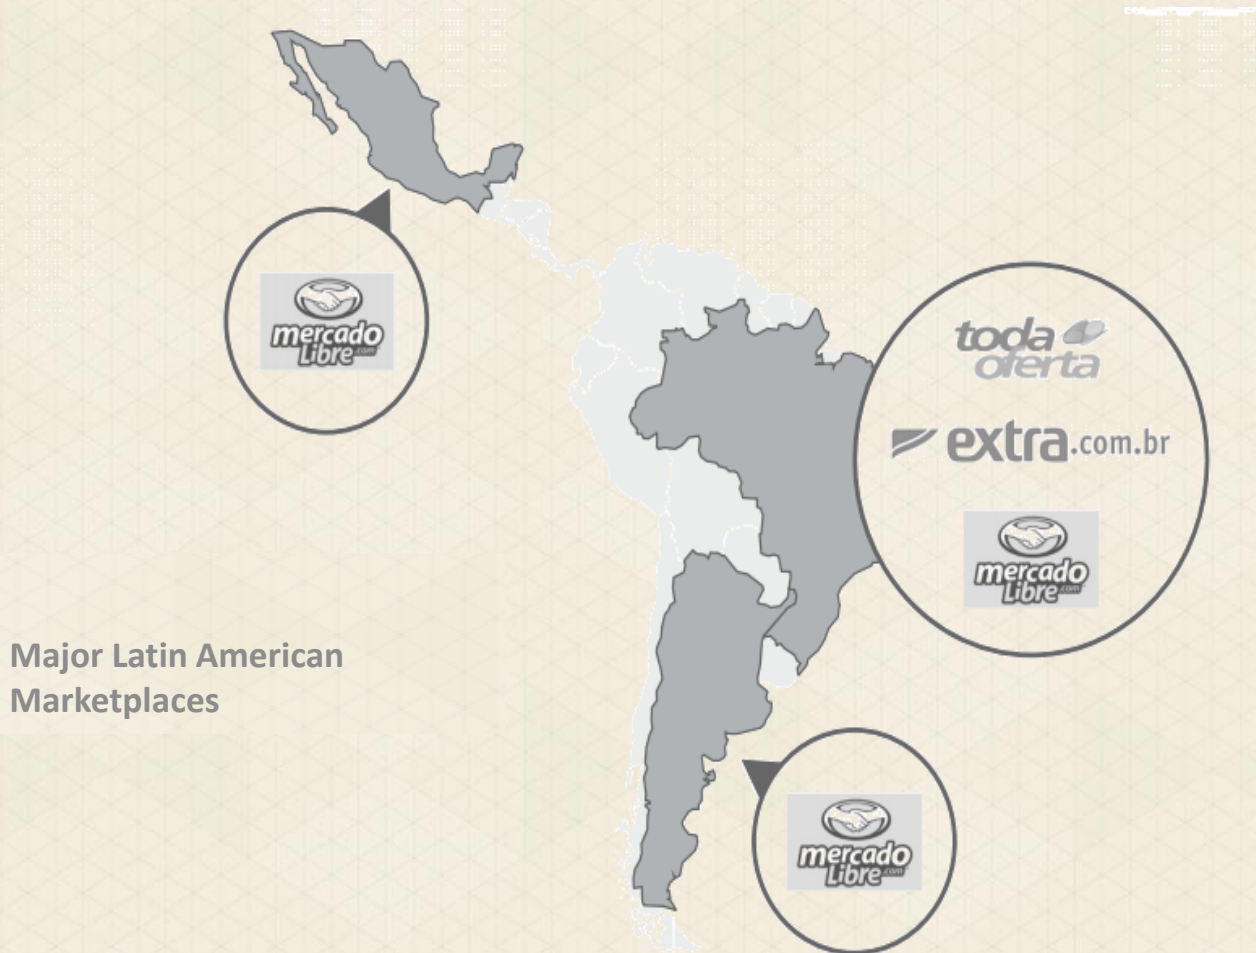 mercado
Libre.com
toda
oferta
extra.com.br
mercado
Libre.com
Major Latin American
Marketplaces
mercado
Libre.com